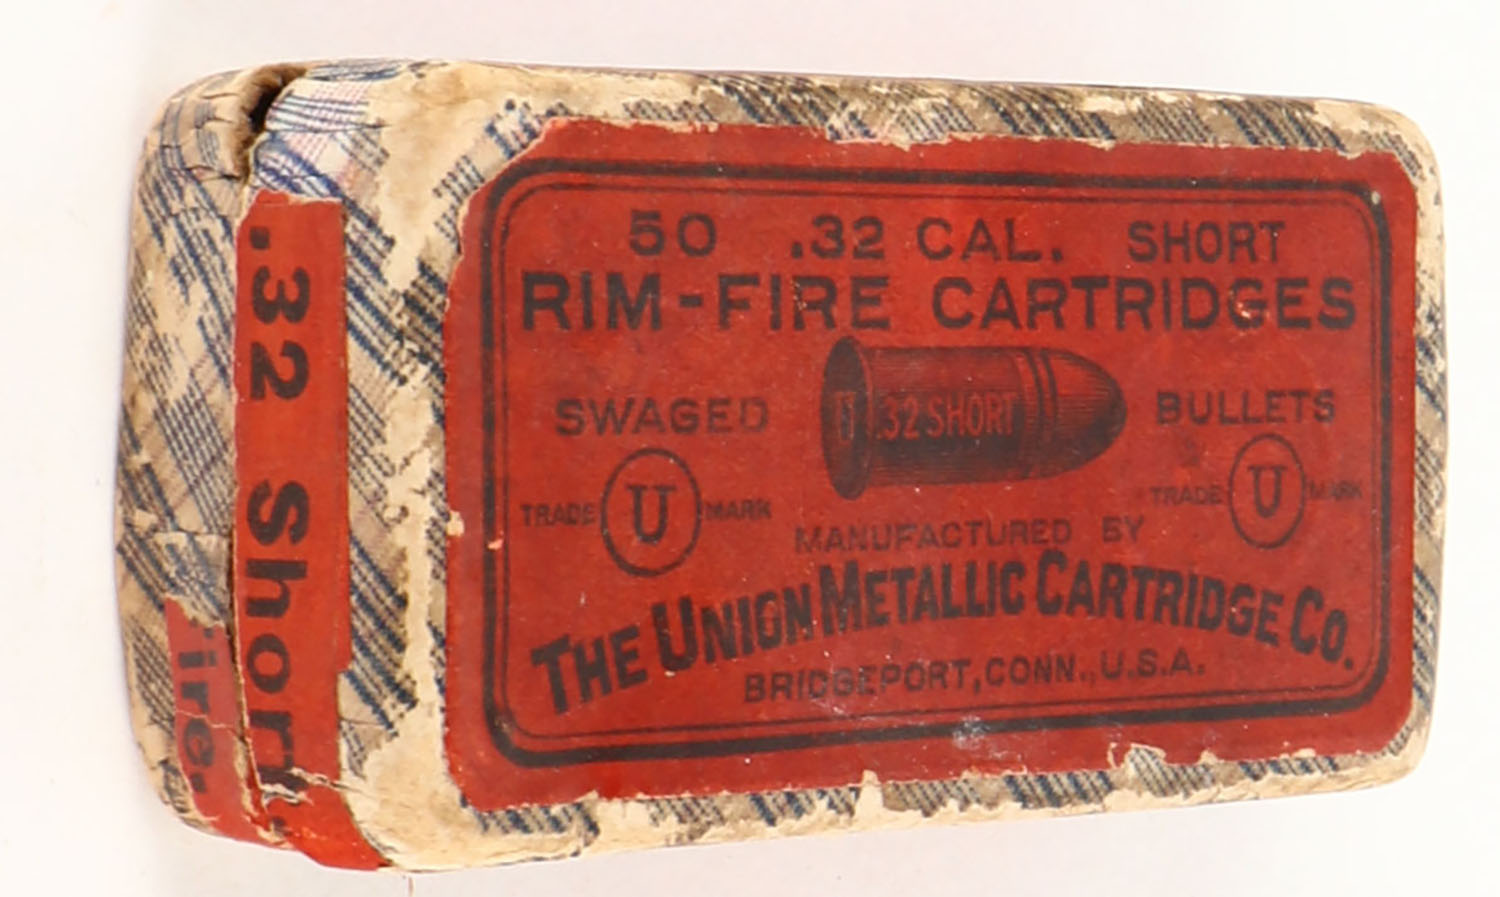 50 .32 CAL. SHORT
RIM-FIRE CARTRIDGES
SWAGED BULLETS
U .32 SHORT
TRADE U MARK
TRADE U MARK
MANUFACTURED BY
THE UNION METALLIC CARTRIDGE CO.
BRIDGEPORT, CONN., U.S.A.
.32 Short.
ire.